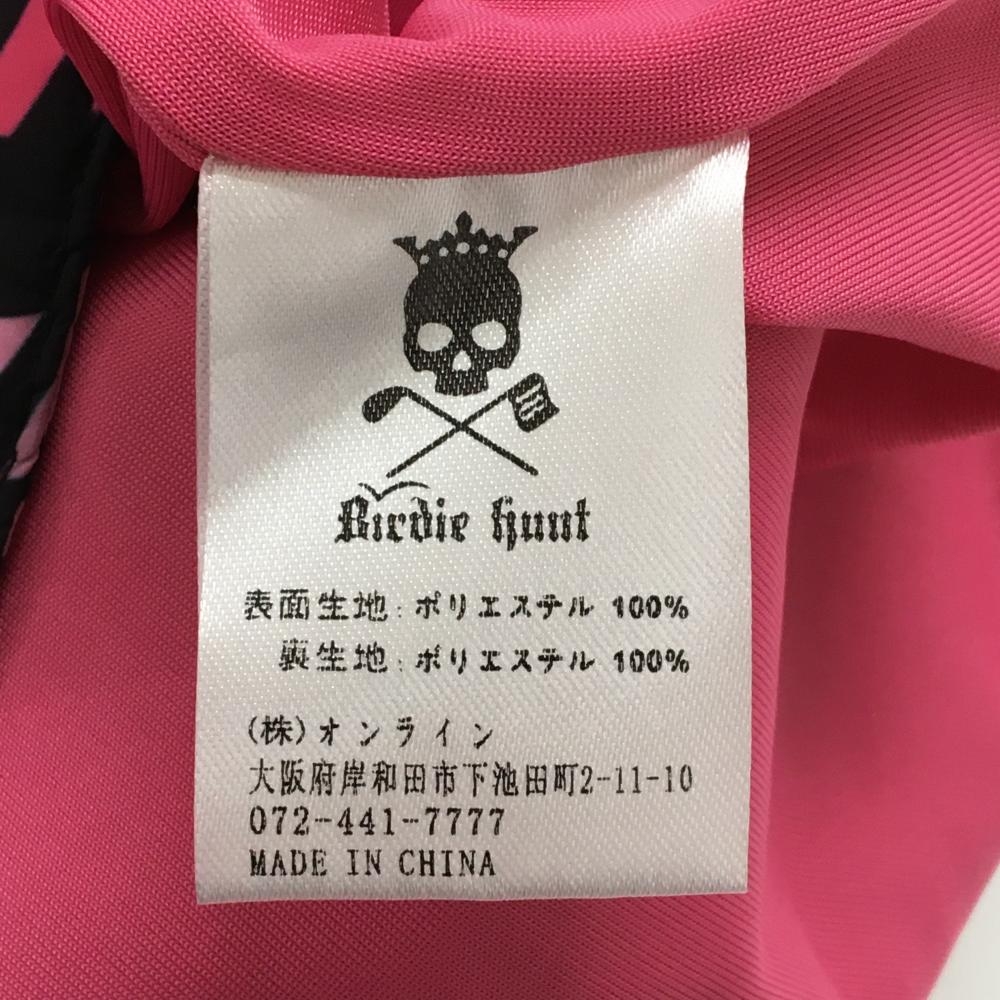 Birdie hunt
表面生地:ポリエステル 100%
裏生地:ポリエステル 100%
(株)オンライン
大阪府岸和田市下池田町2-11-10
072-441-7777
MADE IN CHINA